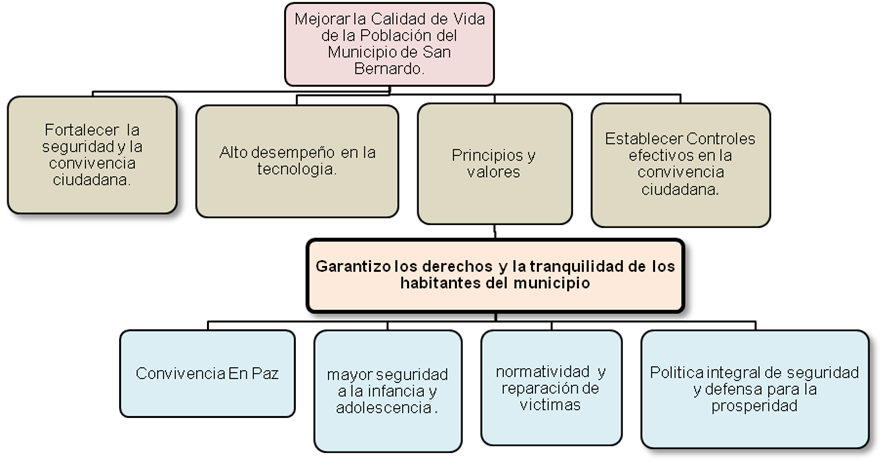 Mejorar la Calidad de Vida
de la Población del
Municipio de San
Bernardo.
Fortalecer la
seguridad y la
convivencia
ciudadana.
Alto desempeño en la
tecnología.
Principios y
valores
Establecer Controles
efectivos en la
convivencia
ciudadana.
Garantizo los derechos y la tranquilidad de los
habitantes del municipio
Convivencia En Paz
mayor seguridad
a la infancia y
adolescencia .
normatividad y
reparación de
victimas
Politica integral de seguridad
y defensa para la
prosperidad